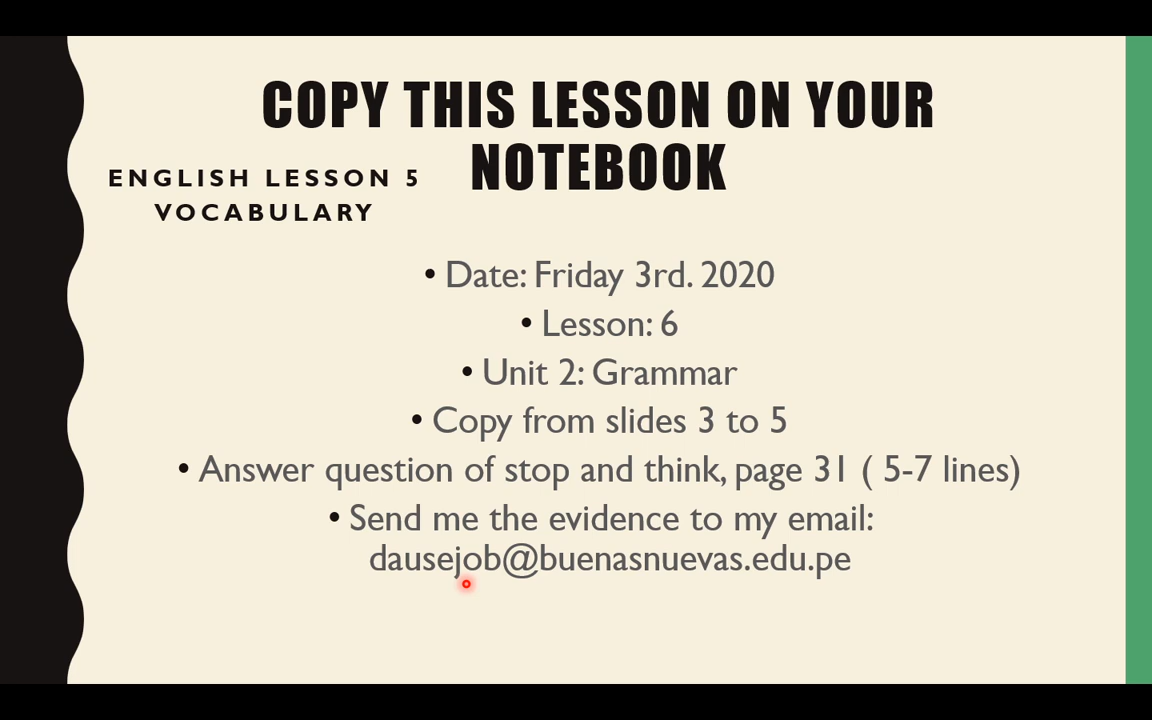 COPY THIS LESSON ON YOUR
NOTEBOOK
ENGLISH LESSON 5
VOCABULARY
• Date: Friday 3rd. 2020
• Lesson: 6
• Unit 2: Grammar
• Copy from slides 3 to 5
• Answer question of stop and think, page 31 ( 5-7 lines)
• Send me the evidence to my email:
dausejob@buenasnuevas.edu.pe